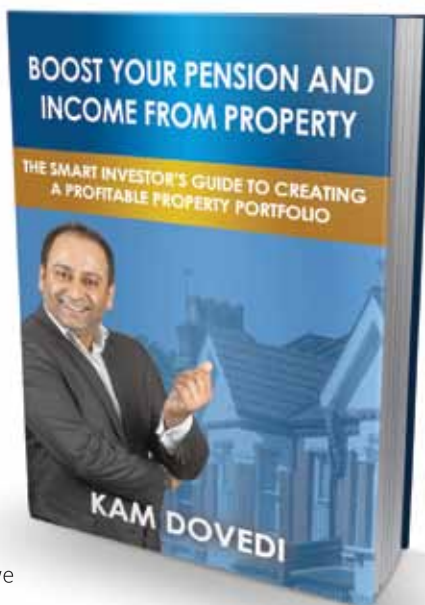 BOOST YOUR PENSION AND
INCOME FROM PROPERTY
THE SMART INVESTOR'S GUIDE TO CREATING
A PROFITABLE PROPERTY PORTFOLIO
KAM DOVEDI